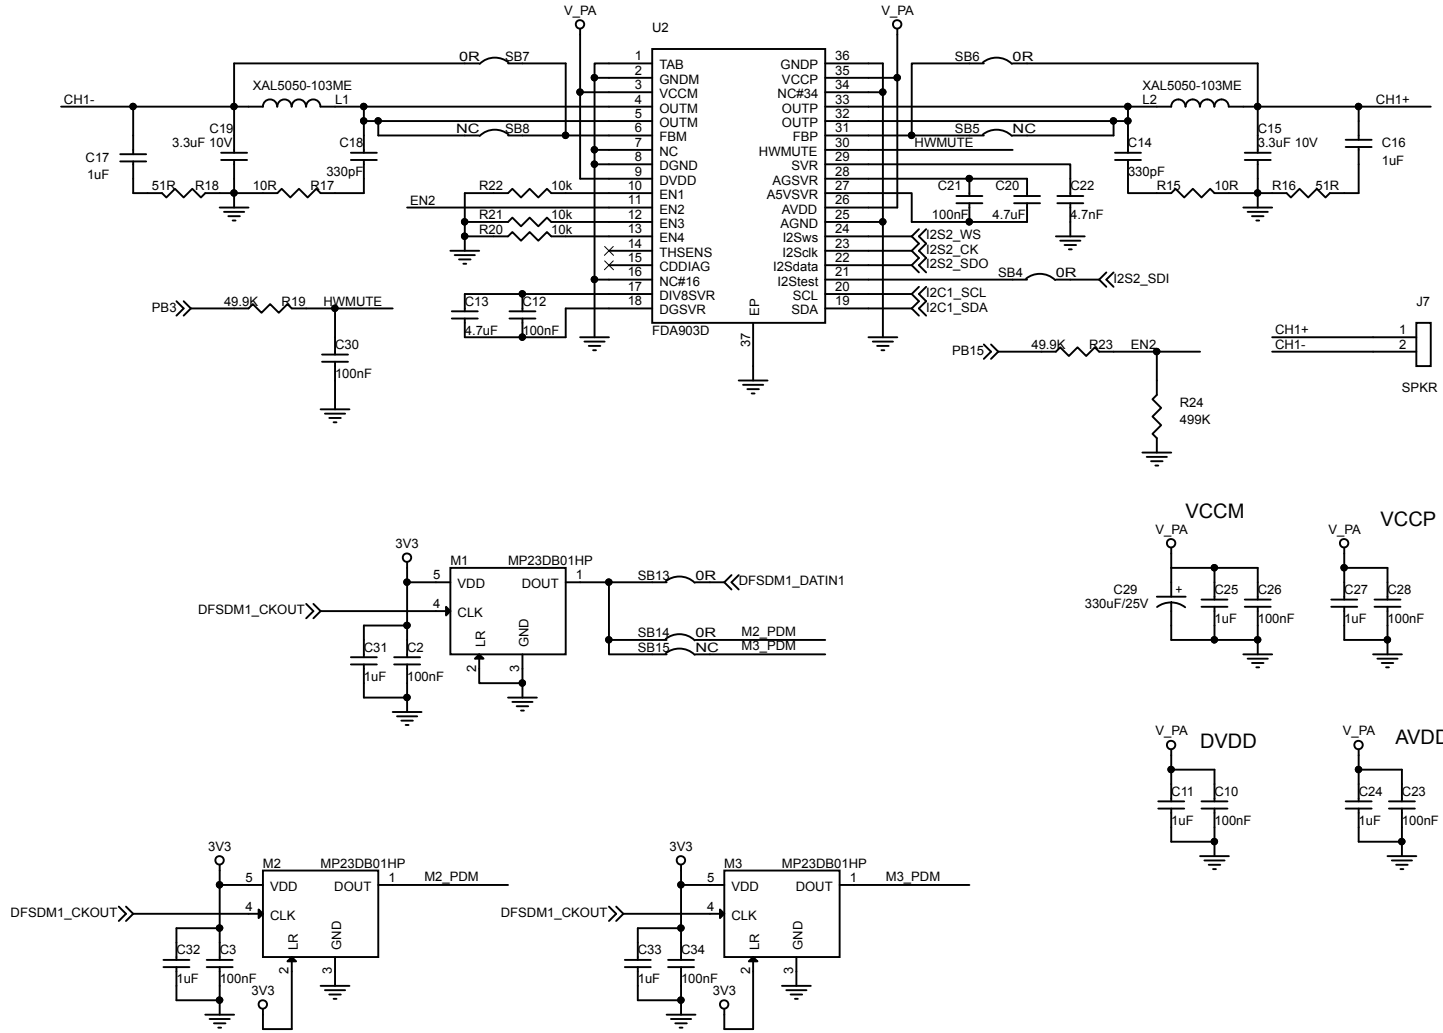 V_PA
V_PA
U2
0R SB7
SB6 0R
XAL5050-103ME
XAL5050-103ME
CH1-
L1
L2
CH1+
NC SB8
SB5 NC
HWMUTE
C17
1uF
C19
3.3uF 10V
C18
330pF
51R R18
10R R17
C14
330pF
C15
3.3uF 10V
C16
1uF
R15 10R
R16 51R
1 TAB
2 GNDM
3 VCCM
4 OUTM
5 OUTM
6 FBM
7 NC
8 DGND
9 DVDD
10 EN1
11 EN2
12 EN3
13 EN4
14 THSENS
15 CDDIAG
16 NC#16
17 DIV8SVR
18 DGSVR
GNDP 36
VCCP 35
NC#34 34
OUTP 33
OUTP 32
FBP 31
HWMUTE 30
SVR 29
AGSVR 28
A5VSVR 27
AVDD 26
AGND 25
I2Sws 24
I2Sclk 23
I2Sdata 22
I2Stest 21
SCL 20
SDA 19
EP
37
FDA903D
R22 10k
EN2
R21 10k
R20 10k
C21
100nF
C20
4.7uF
C22
4.7nF
I2S2_WS
I2S2_CK
I2S2_SDO
SB4 0R I2S2_SDI
I2C1_SCL
I2C1_SDA
C13
4.7uF
C12
100nF
PB3 49.9K R19 HWMUTE
C30
100nF
PB15 49.9K R23 EN2
R24
499K
J7
CH1+ 1
CH1- 2
SPKR
3V3
M1 MP23DB01HP
5 VDD DOUT 1
DFSDM1_CKOUT 4 CLK
LR GND
2 3
C31
1uF
C2
100nF
SB13 0R DFSDM1_DATIN1
SB14 0R M2_PDM
SB15 NC M3_PDM
VCCM
V_PA
C29
330uF/25V
+
C25
1uF
C26
100nF
VCCP
V_PA
C27
1uF
C28
100nF
V_PA
DVDD
C11
1uF
C10
100nF
V_PA
AVDD
C24
1uF
C23
100nF
3V3
M2 MP23DB01HP
5 VDD DOUT 1 M2_PDM
DFSDM1_CKOUT 4 CLK
LR GND
2 3
C32
1uF
C3
100nF
3V3
3V3
M3 MP23DB01HP
5 VDD DOUT 1 M3_PDM
DFSDM1_CKOUT 4 CLK
LR GND
2 3
C33
1uF
C34
100nF
3V3